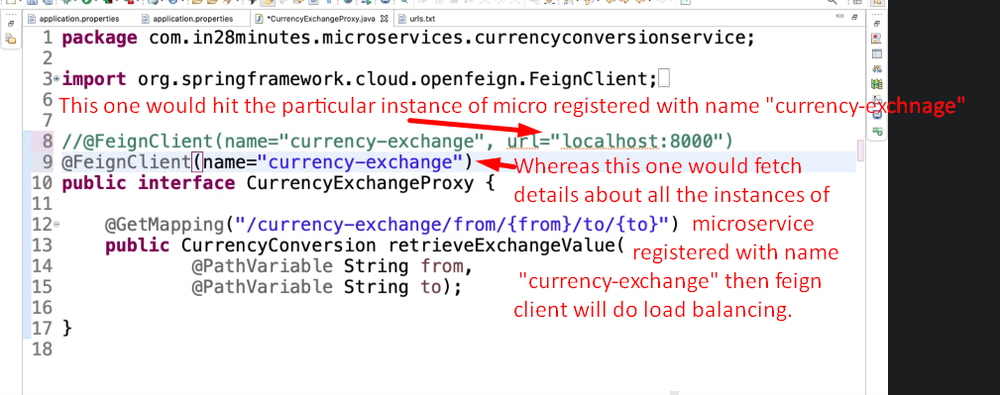 application.properties application.properties *CurrencyExchangeProxy.java urls.txt
1 package com.in28minutes.microservices.currencyconversionservice;
2
3 import org.springframework.cloud.openfeign.FeignClient;
6
This one would hit the particular instance of micro registered with name "currency-exchnage"
7
8 //@FeignClient(name="currency-exchange", url="localhost:8000")
9 @FeignClient(name="currency-exchange")
Whereas this one would fetch
10 public interface CurrencyExchangeProxy {
details about all the instances of
11
12 @GetMapping("/currency-exchange/from/{from}/to/{to}")
microservice
13 public CurrencyConversion retrieveExchangeValue(
registered with name
14 @PathVariable String from,
"currency-exchange" then feign
15 @PathVariable String to);
client will do load balancing.
16
17 }
18